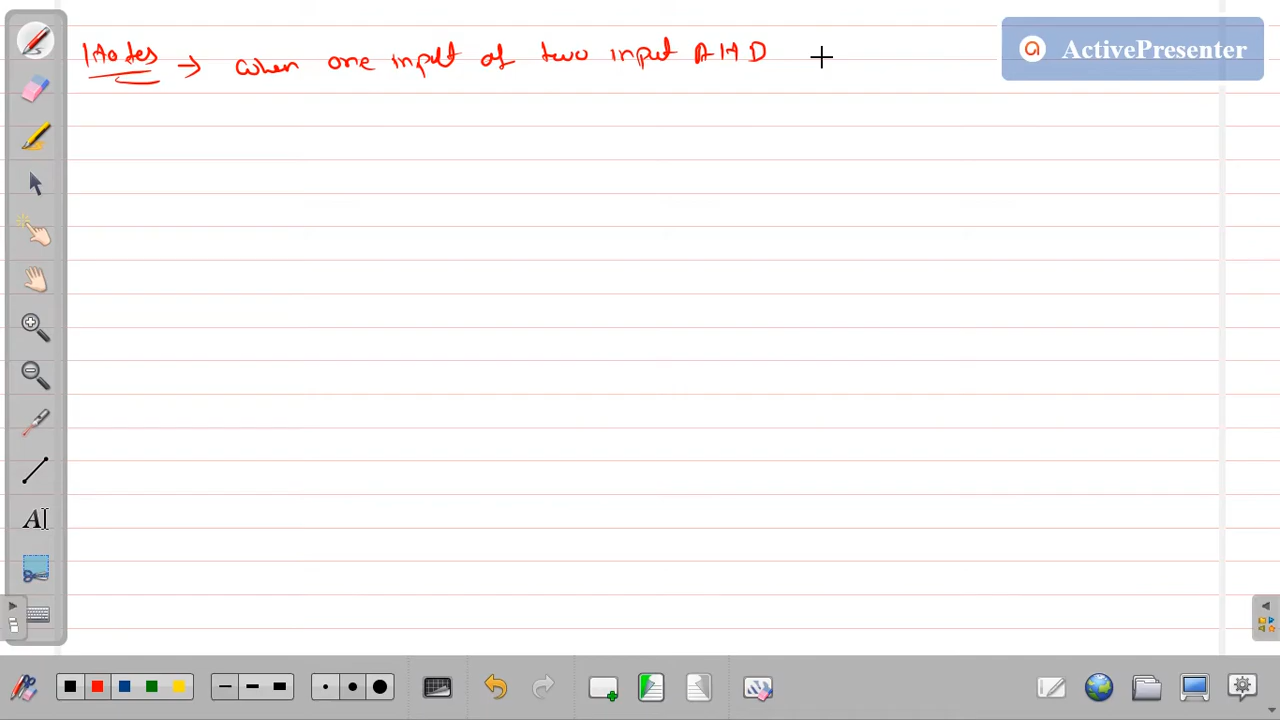 Notes → when one input of two input AND
ActivePresenter